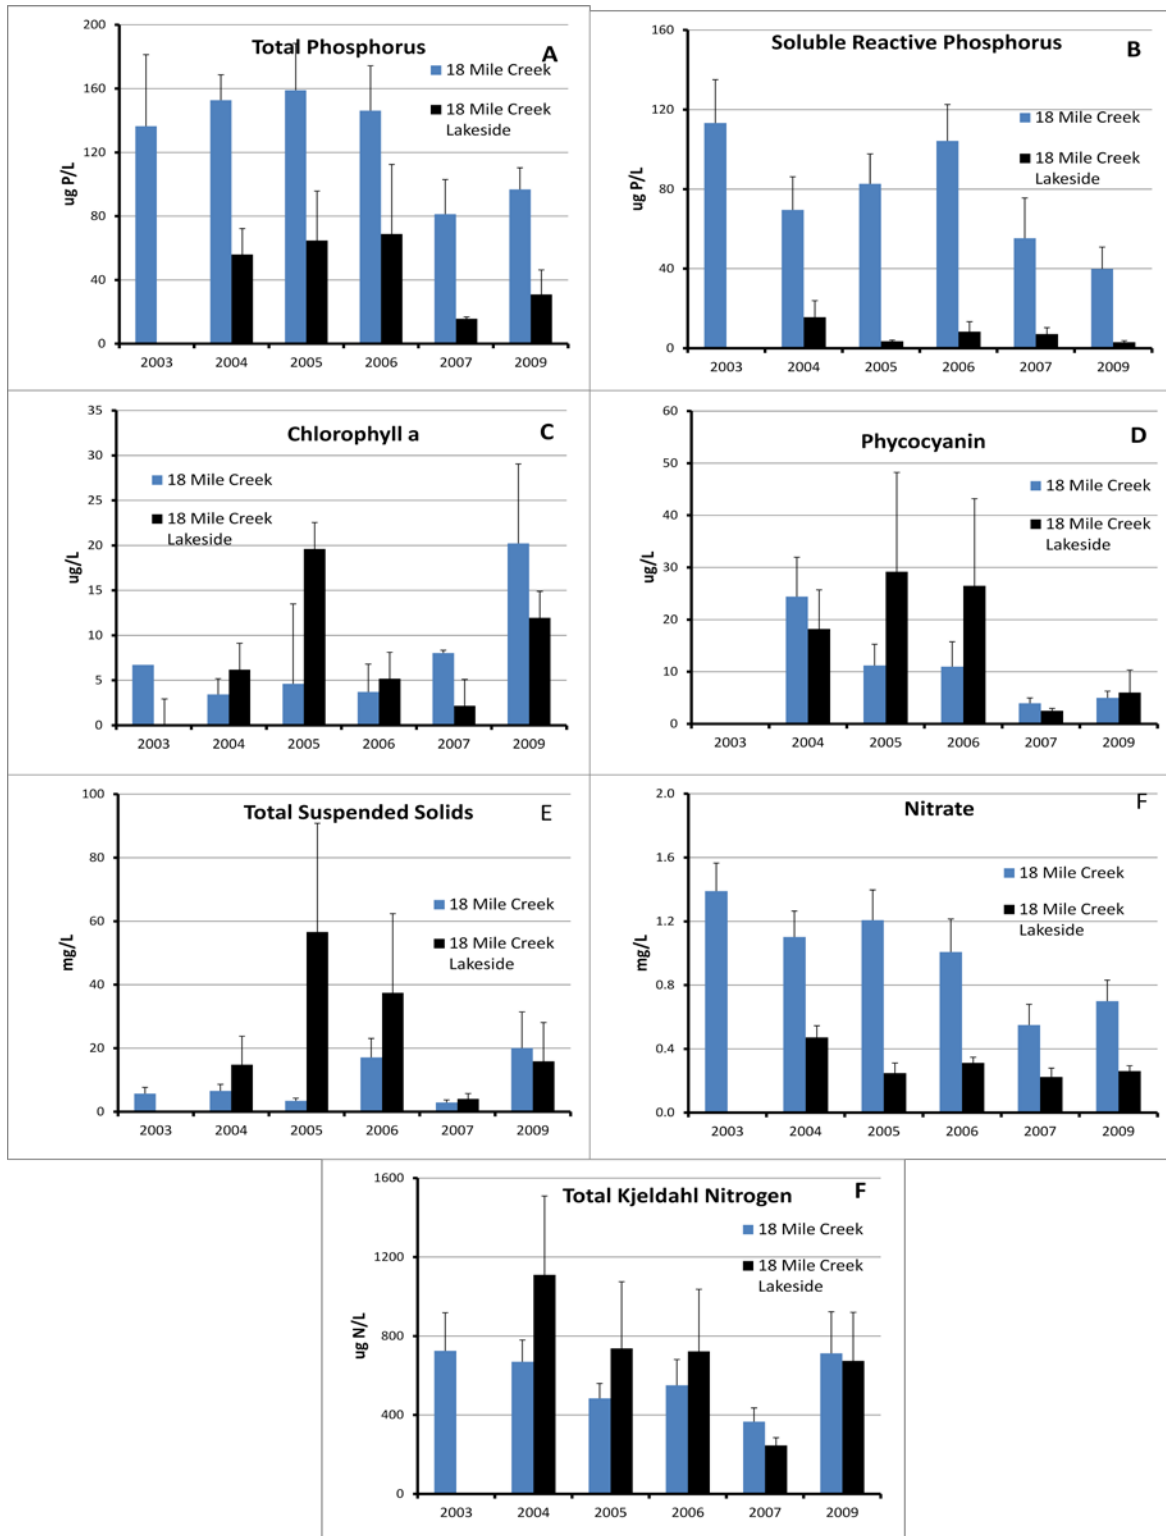 Total Phosphorus
A
200
160
120
80
40
0
ug P/L
18 Mile Creek
18 Mile Creek
Lakeside
2003 2004 2005 2006 2007 2009
Soluble Reactive Phosphorus
B
160
120
80
40
0
ug P/L
18 Mile Creek
18 Mile Creek
Lakeside
2003 2004 2005 2006 2007 2009
Chlorophyll a
C
35
30
25
20
15
10
5
0
ug/L
18 Mile Creek
18 Mile Creek
Lakeside
2003 2004 2005 2006 2007 2009
Phycocyanin
D
60
50
40
30
20
10
0
ug/L
18 Mile Creek
18 Mile Creek
Lakeside
2003 2004 2005 2006 2007 2009
Total Suspended Solids
E
100
80
60
40
20
0
mg/L
18 Mile Creek
18 Mile Creek
Lakeside
2003 2004 2005 2006 2007 2009
Nitrate
F
2.0
1.6
1.2
0.8
0.4
0.0
mg/L
18 Mile Creek
18 Mile Creek
Lakeside
2003 2004 2005 2006 2007 2009
Total Kjeldahl Nitrogen
F
1600
1200
800
400
0
ug N/L
18 Mile Creek
18 Mile Creek
Lakeside
2003 2004 2005 2006 2007 2009